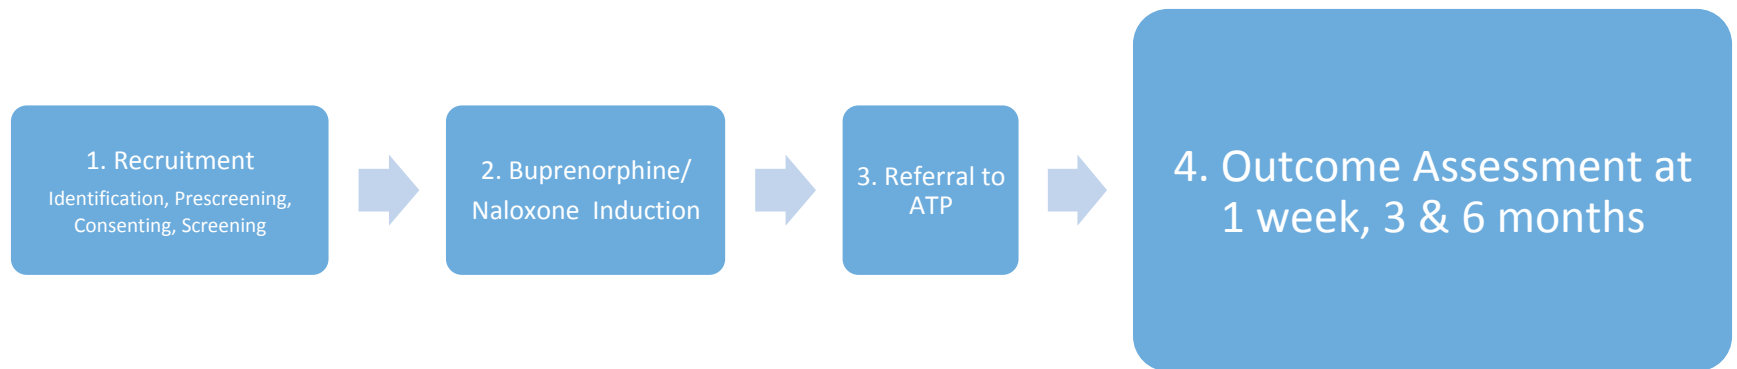 1. Recruitment
Identification, Prescreening,
Consenting, Screening
2. Buprenorphine/
Naloxone Induction
3. Referral to
ATP
4. Outcome Assessment at
1 week, 3 & 6 months